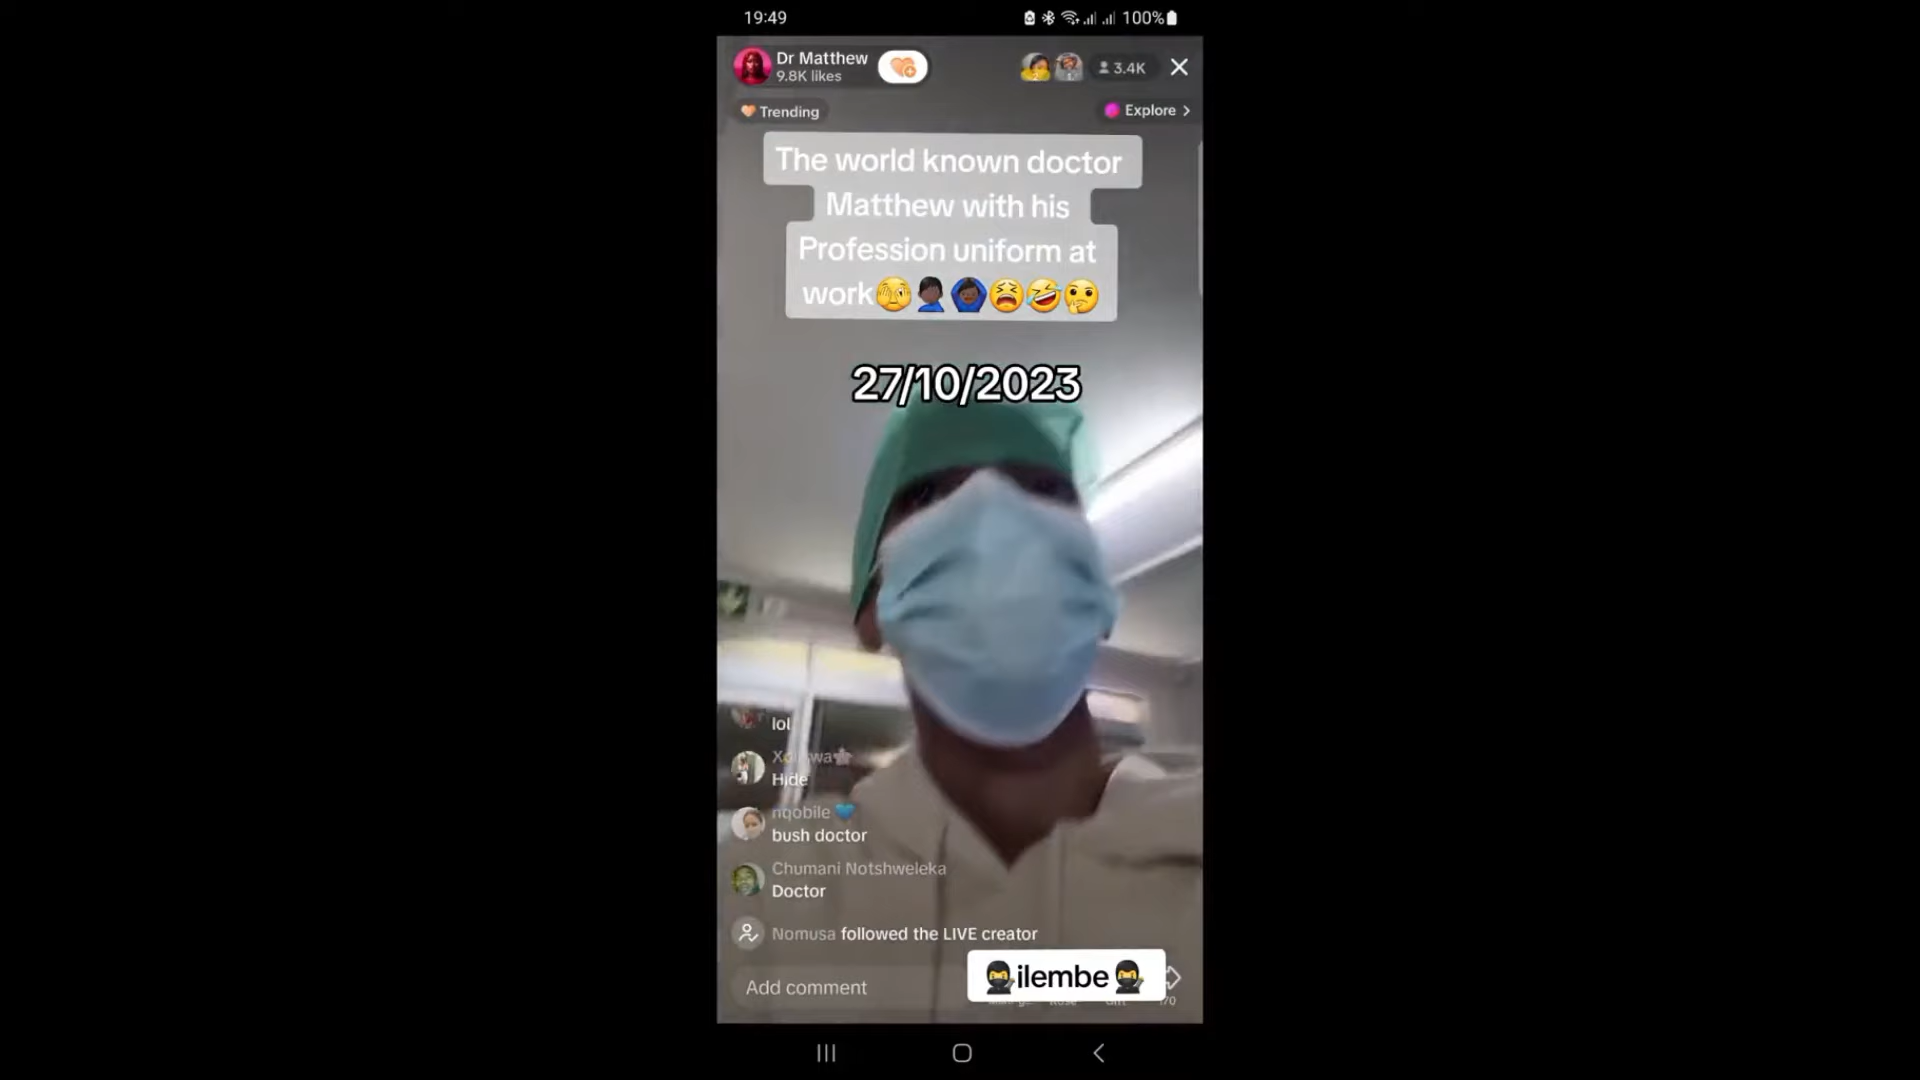 19:49
100%
Dr Matthew
9.8K likes
3.4K
Trending
Explore
The world known doctor
Matthew with his
Profession uniform at
work🫣🤦🏿‍♂️🙆🏿‍♂️😫🤣🤔
27/10/2023
lol
Hide
nqobile 💙
bush doctor
Chumani Notshweleka
Doctor
Nomusa followed the LIVE creator
🥷ilembe🥷
Add comment